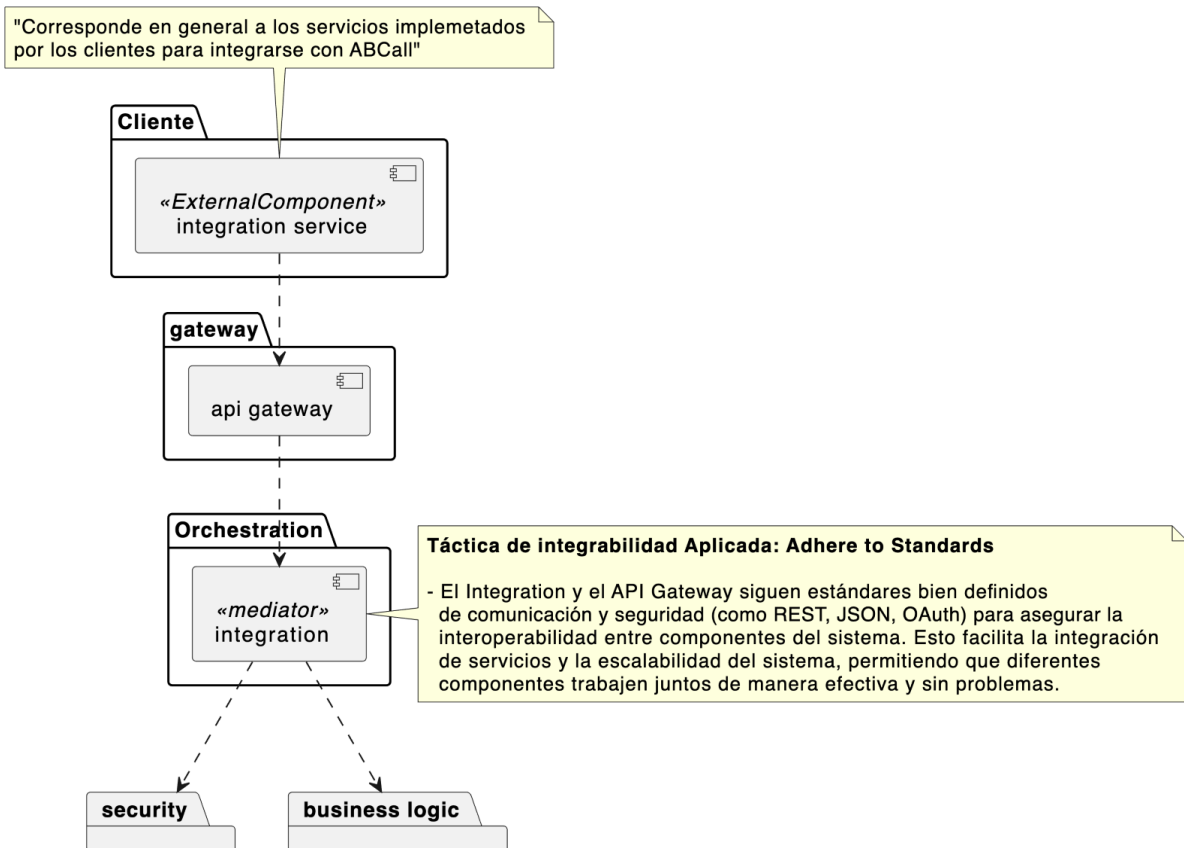 "Corresponde en general a los servicios implemetados
por los clientes para integrarse con ABCall"
Cliente
«ExternalComponent»
integration service
gateway
api gateway
Orchestration
«mediator»
integration
Táctica de integrabilidad Aplicada: Adhere to Standards
- El Integration y el API Gateway siguen estándares bien definidos
de comunicación y seguridad (como REST, JSON, OAuth) para asegurar la
interoperabilidad entre componentes del sistema. Esto facilita la integración
de servicios y la escalabilidad del sistema, permitiendo que diferentes
componentes trabajen juntos de manera efectiva y sin problemas.
security
business logic